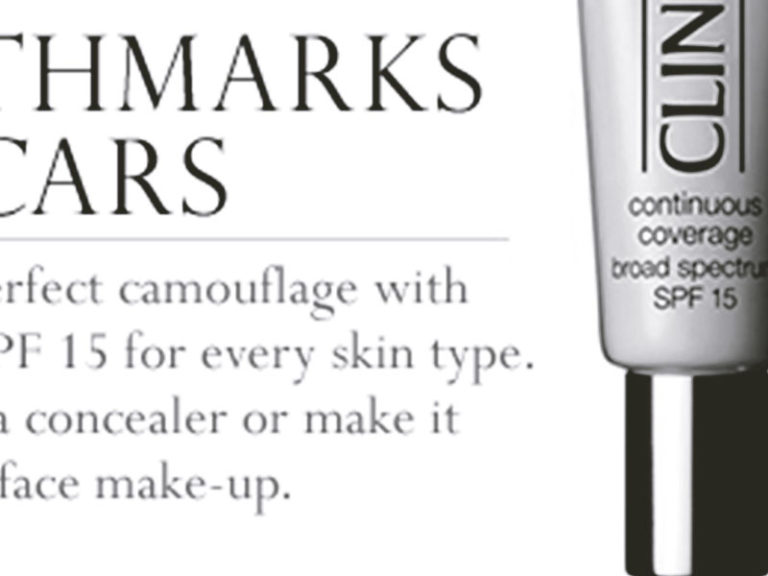 THMARKS
CARS
erfect camouflage with
PF 15 for every skin type.
a concealer or make it
face make-up.
CLIN
continuous
coverage
broad spectru
SPF 15